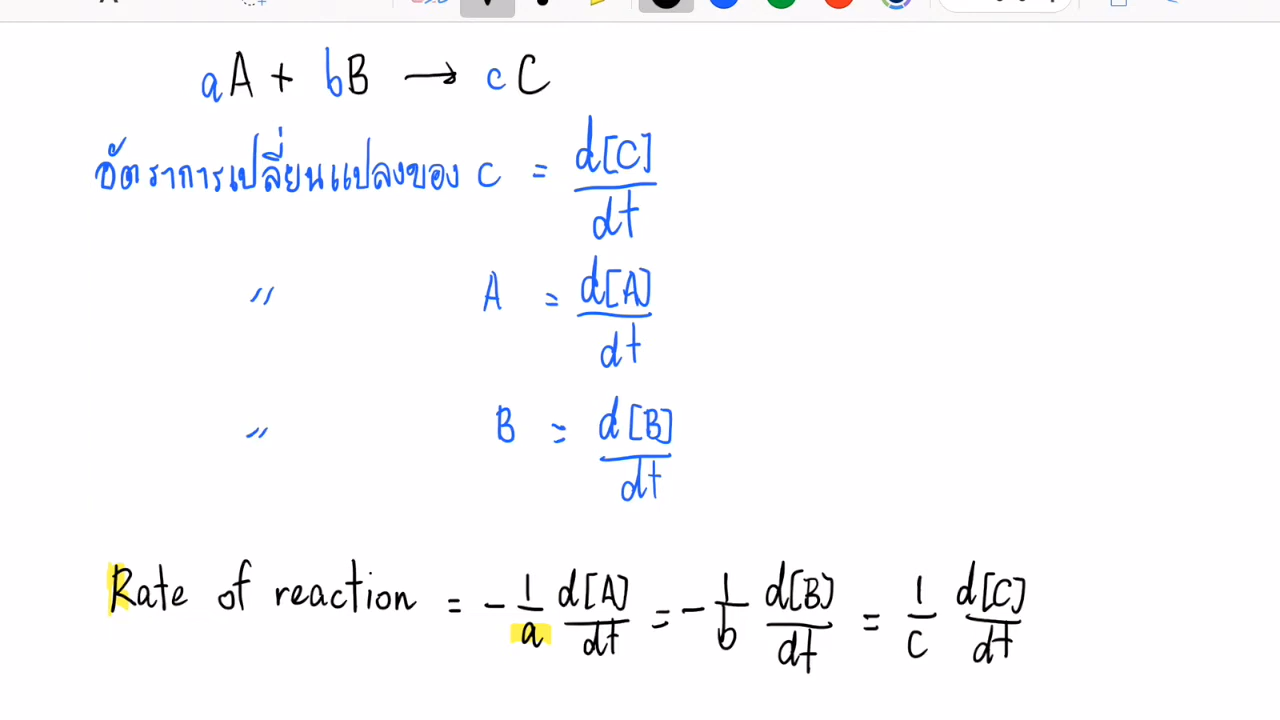 aA + bB → cC
อัตราการเปลี่ยนแปลงของ C = d[C]/dt
" A = d[A]/dt
" B = d[B]/dt
Rate of reaction = - 1/a d[A]/dt = - 1/b d[B]/dt = 1/c d[C]/dt